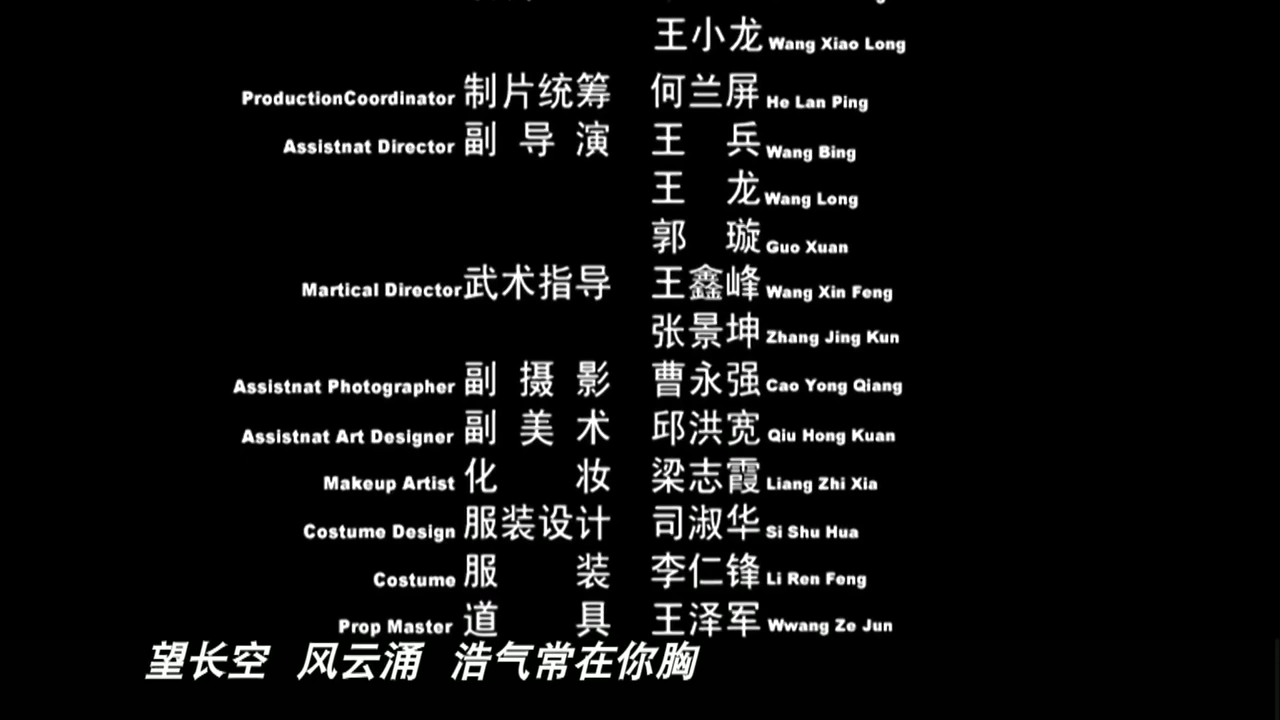 王小龙 Wang Xiao Long
ProductionCoordinator 制片统筹 何兰屏 He Lan Ping
Assistnat Director 副导演 王兵 Wang Bing
王龙 Wang Long
郭璇 Guo Xuan
Martical Director 武术指导 王鑫峰 Wang Xin Feng
张景坤 Zhang Jing Kun
Assistnat Photographer 副摄影 曹永强 Cao Yong Qiang
Assistnat Art Designer 副美术 邱洪宽 Qiu Hong Kuan
Makeup Artist 化妆 梁志霞 Liang Zhi Xia
Costume Design 服装设计 司淑华 Si Shu Hua
Costume 服装 李仁锋 Li Ren Feng
Prop Master 道具 王泽军 Wwang Ze Jun
望长空 风云涌 浩气常在你胸